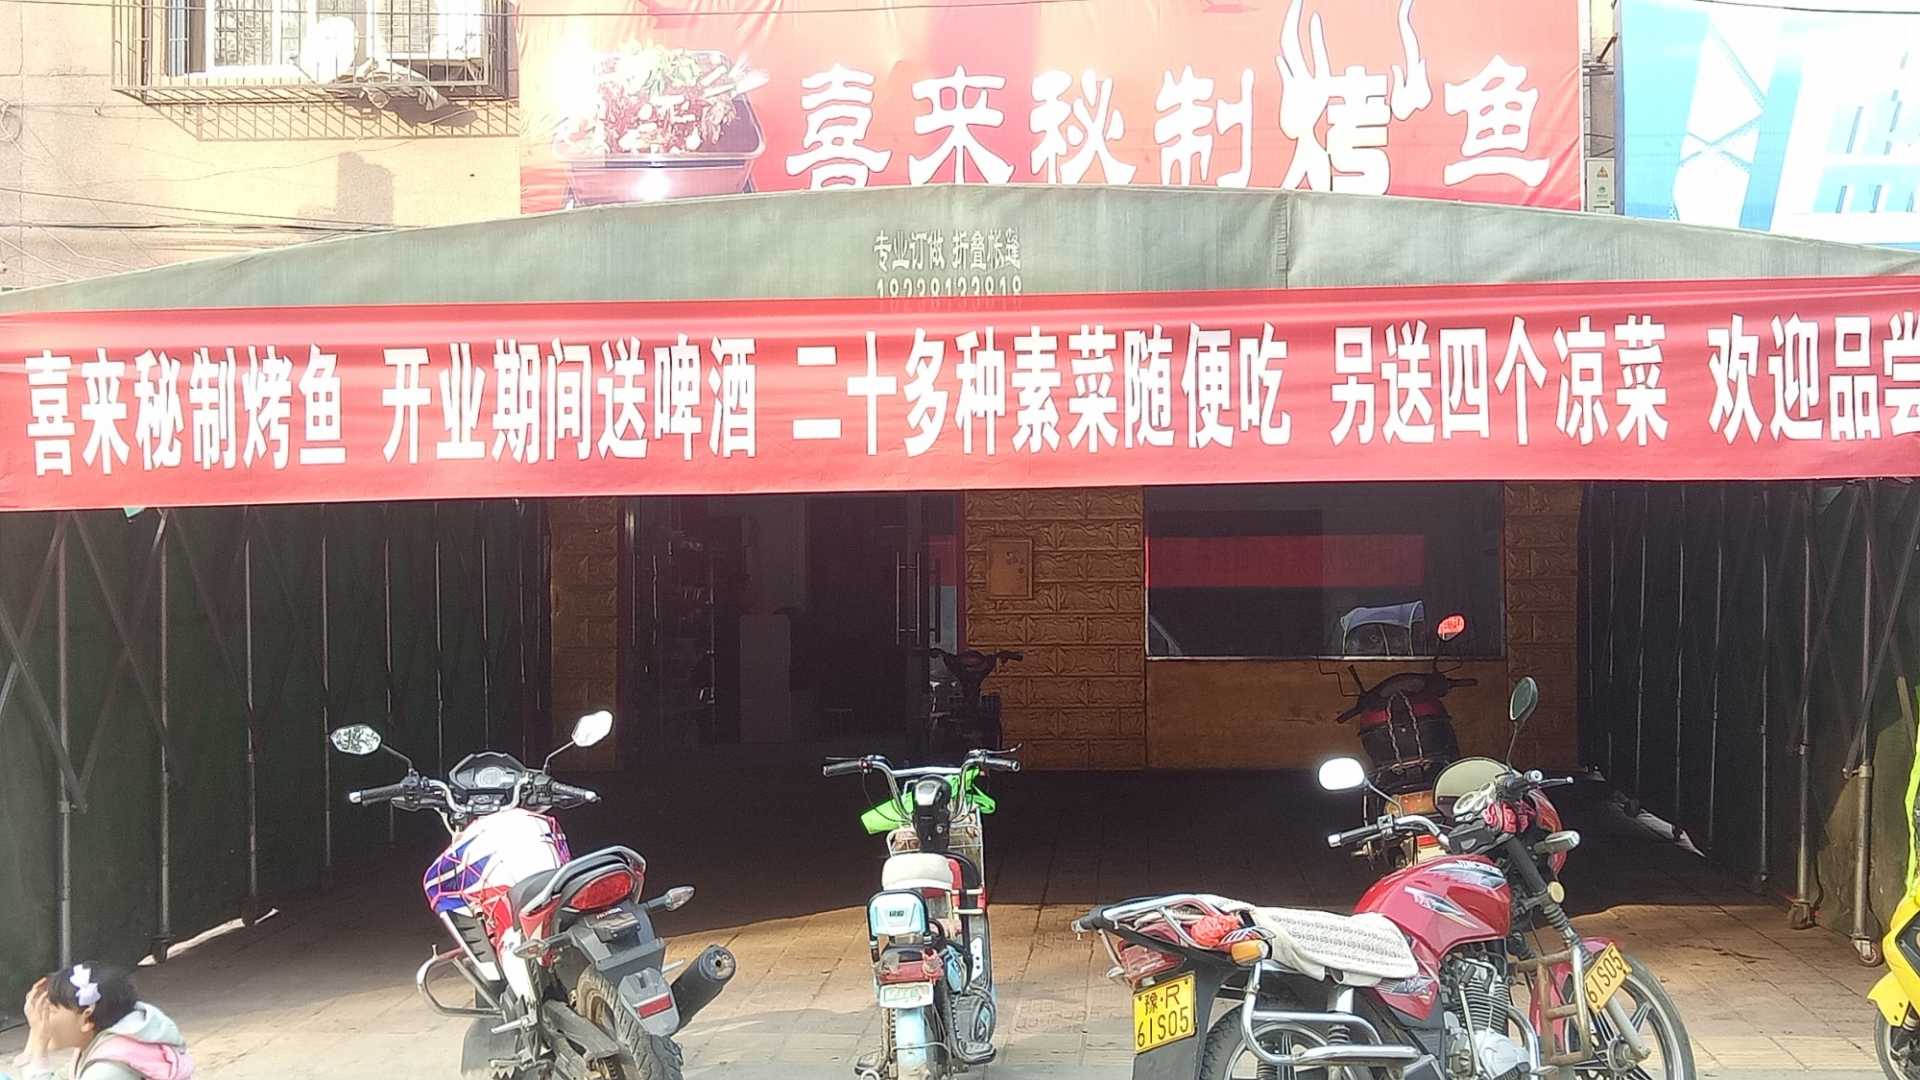 喜来秘制烤鱼
专业订做 折叠帐篷
18238133818
喜来秘制烤鱼 开业期间送啤酒 二十多种素菜随便吃 另送四个凉菜 欢迎品尝
豫·R
61S05
61S05